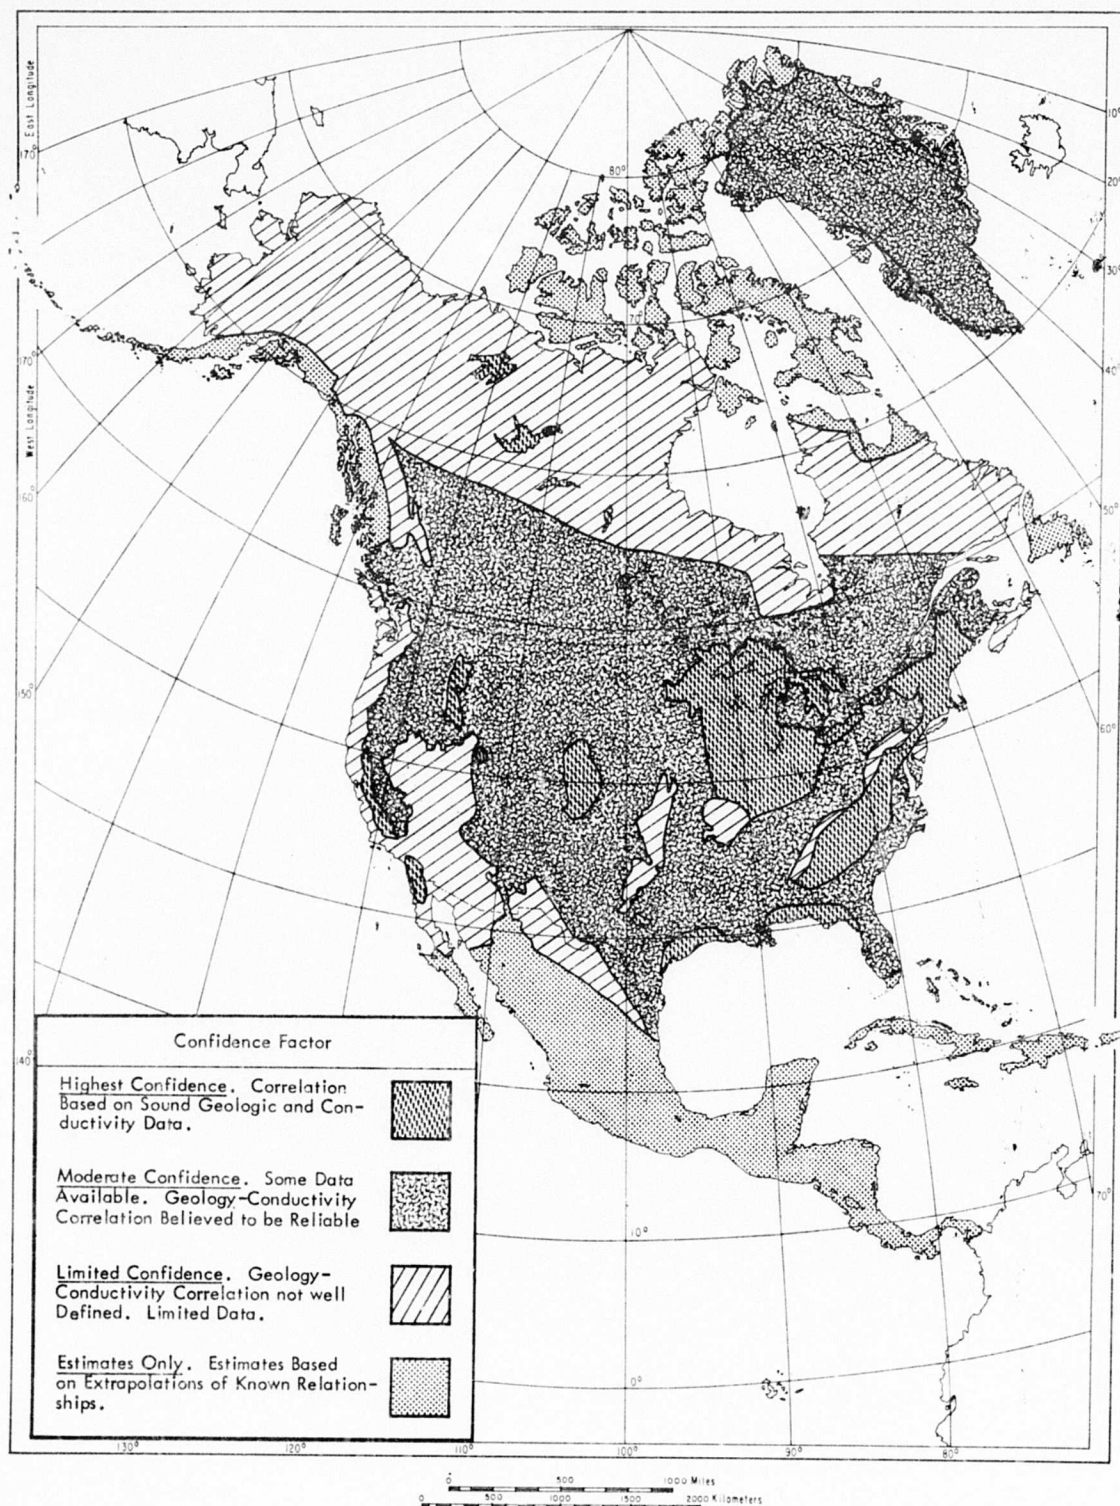 East Longitude
170°
170°
West Longitude
160°
150°
140°
80°
70°
10°
20°
30°
40°
50°
60°
70°
Confidence Factor
Highest Confidence. Correlation
Based on Sound Geologic and Con-
ductivity Data.
Moderate Confidence. Some Data
Available. Geology-Conductivity
Correlation Believed to be Reliable
Limited Confidence. Geology-
Conductivity Correlation not well
Defined. Limited Data.
Estimates Only. Estimates Based
on Extrapolations of Known Relation-
ships.
10°
0°
130°
120°
110°
100°
90°
80°
0 500 1000 Miles
0 500 1000 1500 2000 Kilometers